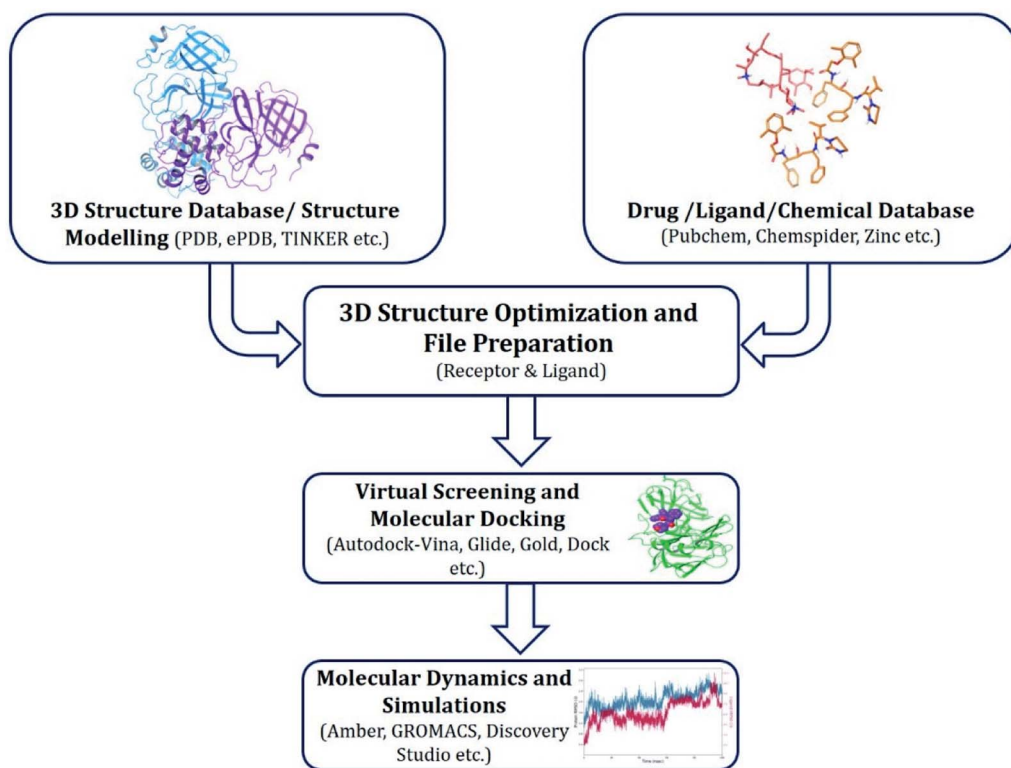 3D Structure Database/ Structure
Modelling (PDB, ePDB, TINKER etc.)
Drug /Ligand/Chemical Database
(Pubchem, Chemspider, Zinc etc.)
3D Structure Optimization and
File Preparation
(Receptor & Ligand)
Virtual Screening and
Molecular Docking
(Autodock-Vina, Glide, Gold, Dock
etc.)
Molecular Dynamics and
Simulations
(Amber, GROMACS, Discovery
Studio etc.)